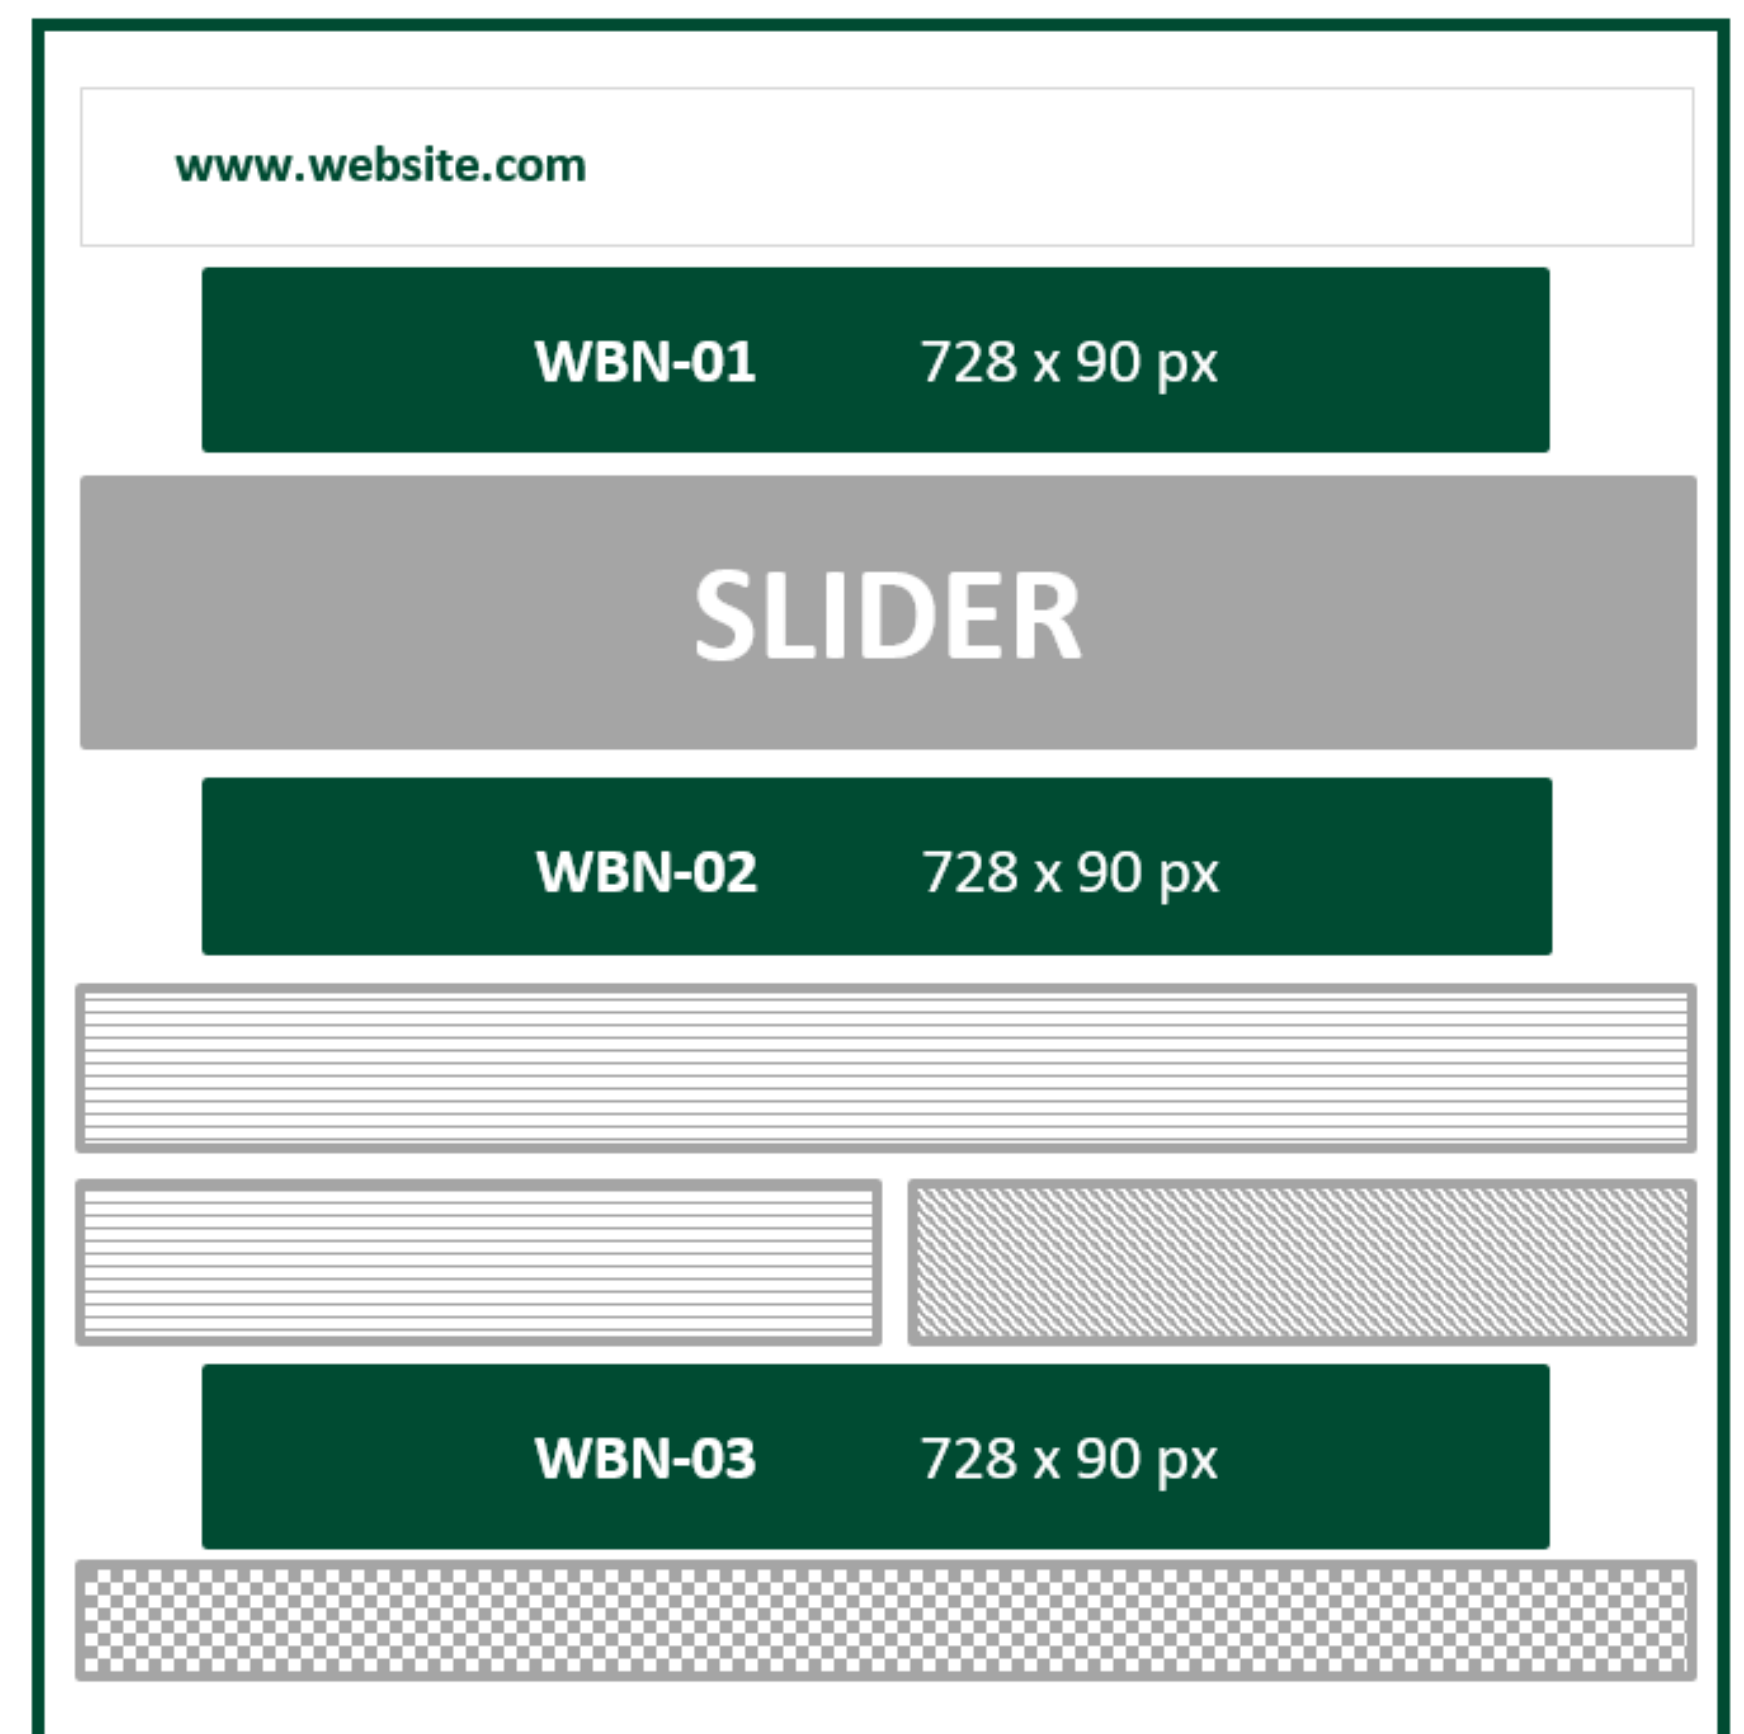 www.website.com
WBN-01 728 x 90 px
SLIDER
WBN-02 728 x 90 px
WBN-03 728 x 90 px